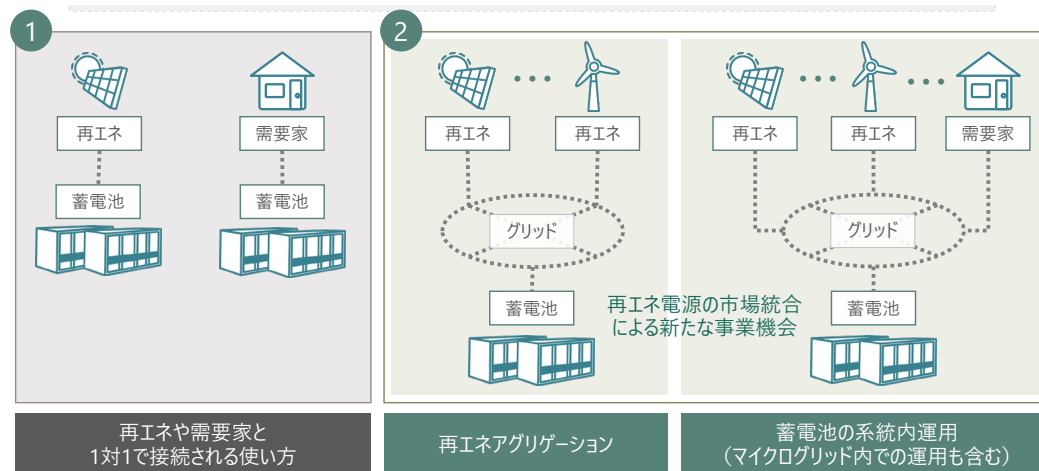 1
再エネ
需要家
蓄電池
蓄電池
再エネや需要家と
1対1で接続される使い方
2
再エネ
再エネ
グリッド
蓄電池
再エネアグリゲーション
再エネ電源の市場統合
による新たな事業機会
再エネ
再エネ
需要家
グリッド
蓄電池
蓄電池の系統内運用
（マイクログリッド内での運用も含む）